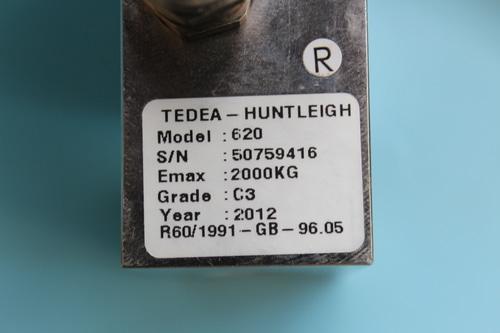 R
TEDEA - HUNTLEIGH
Model : 620
S/N : 50759416
Emax : 2000KG
Grade : C3
Year : 2012
R60/1991-GB-96.05